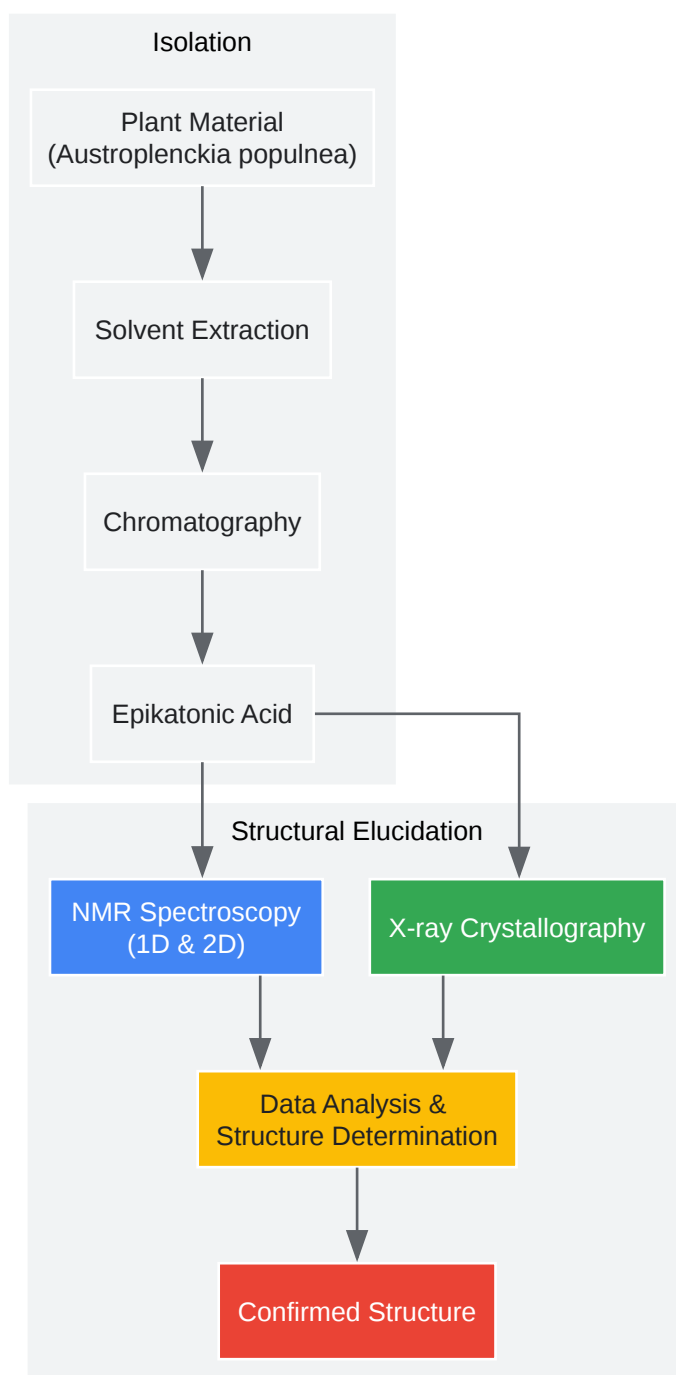 Isolation
Plant Material
(Austroplenckia populnea)
Solvent Extraction
Chromatography
Epikatonic Acid
Structural Elucidation
NMR Spectroscopy
(1D & 2D)
X-ray Crystallography
Data Analysis &
Structure Determination
Confirmed Structure